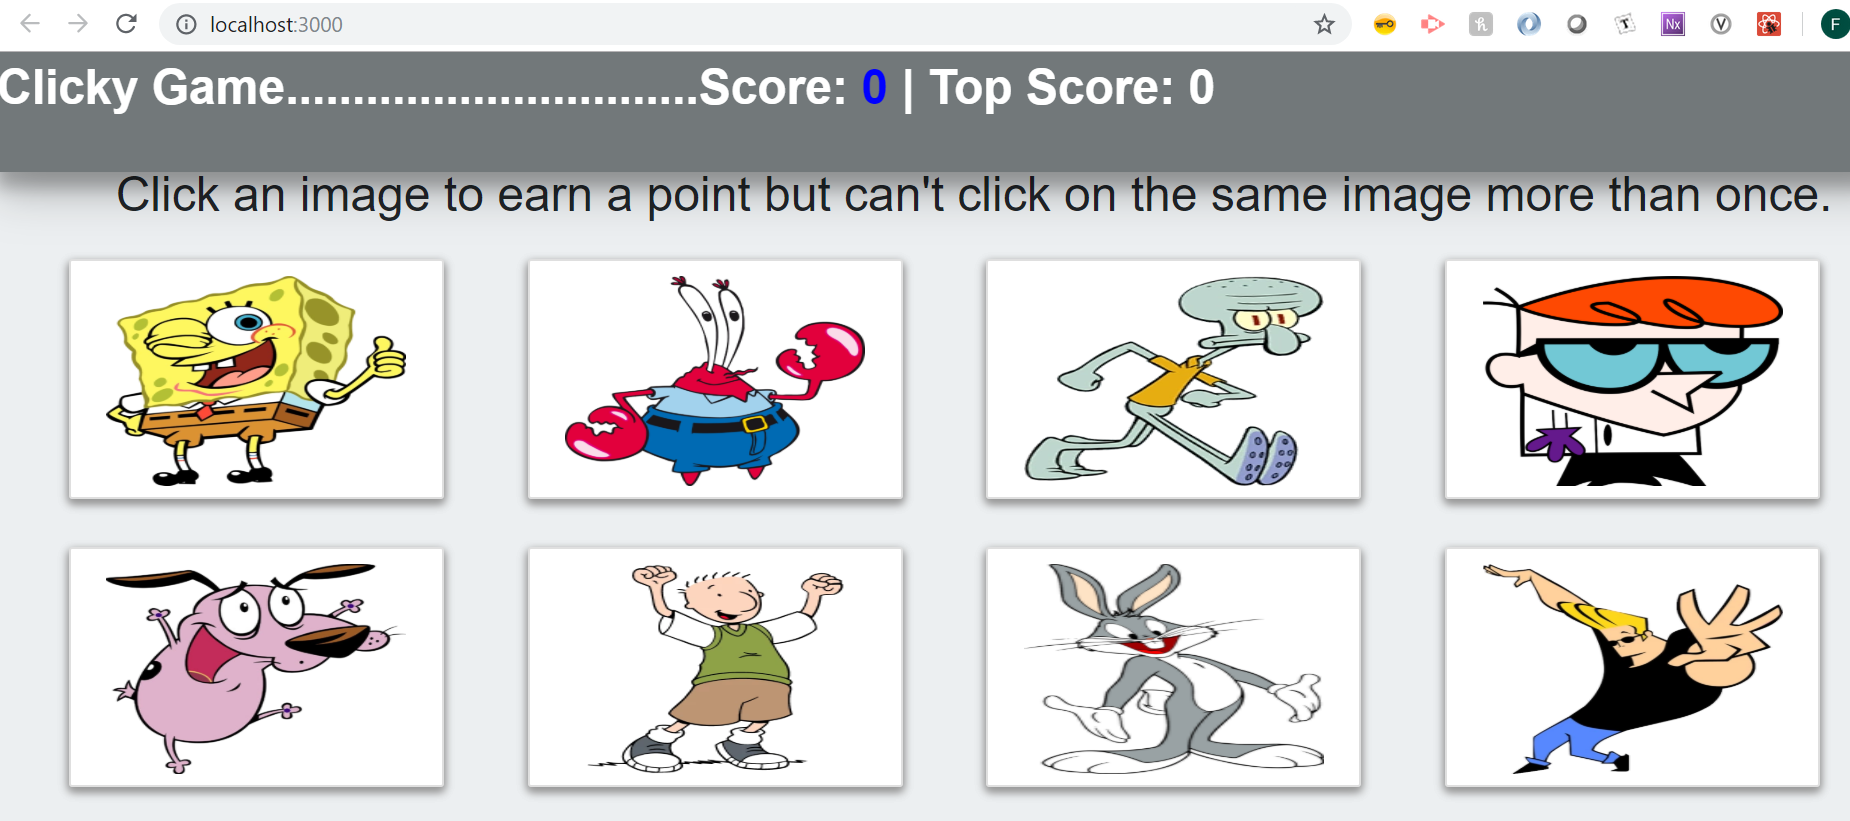 localhost:3000
Nx
V
F
Clicky Game...............................Score: 0 | Top Score: 0
Click an image to earn a point but can't click on the same image more than once.